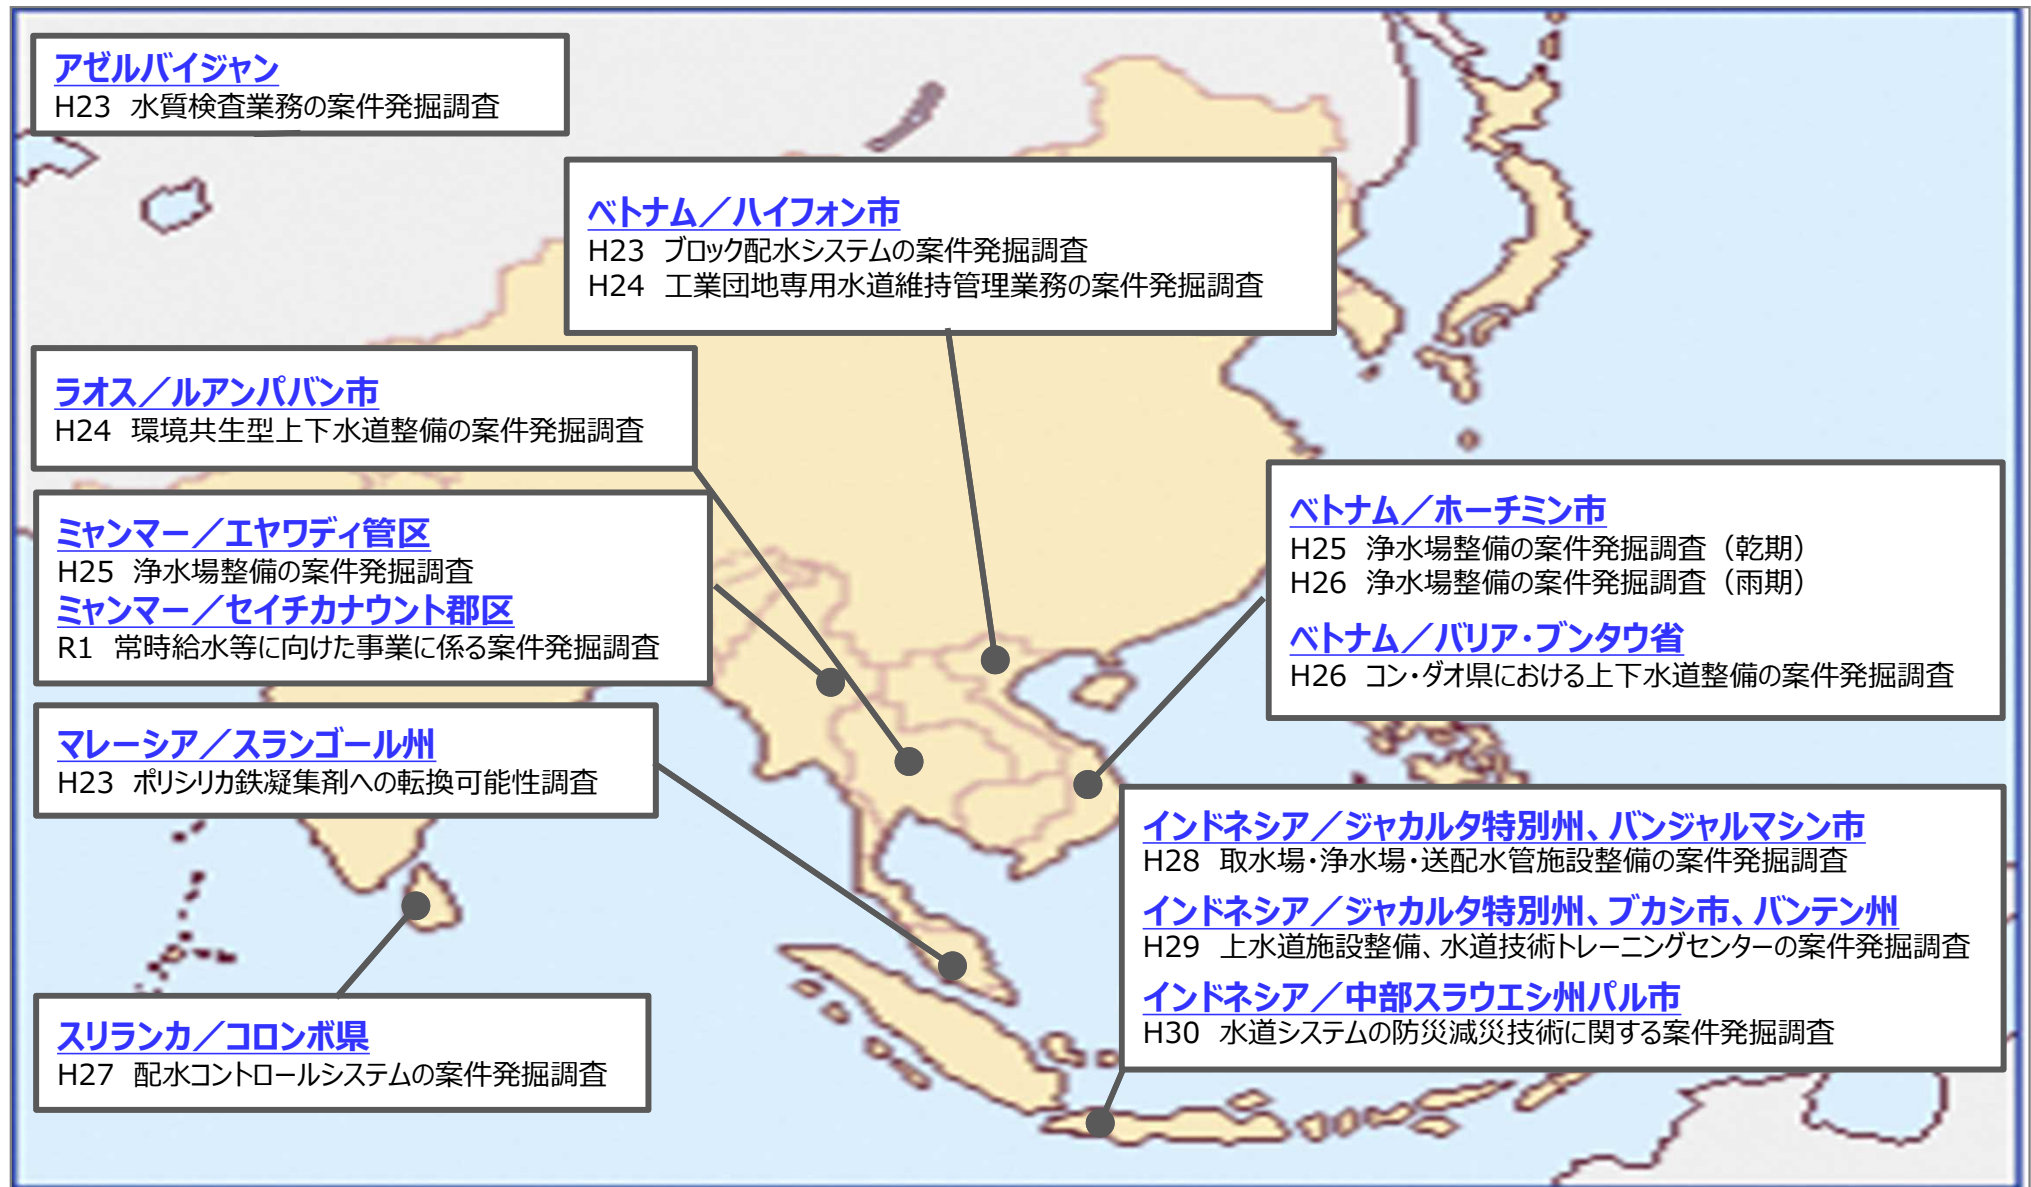 アゼルバイジャン
H23 水質検査業務の案件発掘調査
ベトナム／ハイフォン市
H23 ブロック配水システムの案件発掘調査
H24 工業団地専用水道維持管理業務の案件発掘調査
ラオス／ルアンパバン市
H24 環境共生型上下水道整備の案件発掘調査
ミャンマー／エヤワディ管区
H25 浄水場整備の案件発掘調査
ミャンマー／セイチカナウント郡区
R1 常時給水等に向けた事業に係る案件発掘調査
ベトナム／ホーチミン市
H25 浄水場整備の案件発掘調査（乾期）
H26 浄水場整備の案件発掘調査（雨期）
ベトナム／バリア・ブンタウ省
H26 コン・ダオ県における上下水道整備の案件発掘調査
マレーシア／スランゴール州
H23 ポリシリカ鉄凝集剤への転換可能性調査
インドネシア／ジャカルタ特別州、バンジャルマシン市
H28 取水場・浄水場・送配水管施設整備の案件発掘調査
インドネシア／ジャカルタ特別州、ブカシ市、バンテン州
H29 上水道施設整備、水道技術トレーニングセンターの案件発掘調査
インドネシア／中部スラウエシ州パル市
H30 水道システムの防災減災技術に関する案件発掘調査
スリランカ／コロンボ県
H27 配水コントロールシステムの案件発掘調査